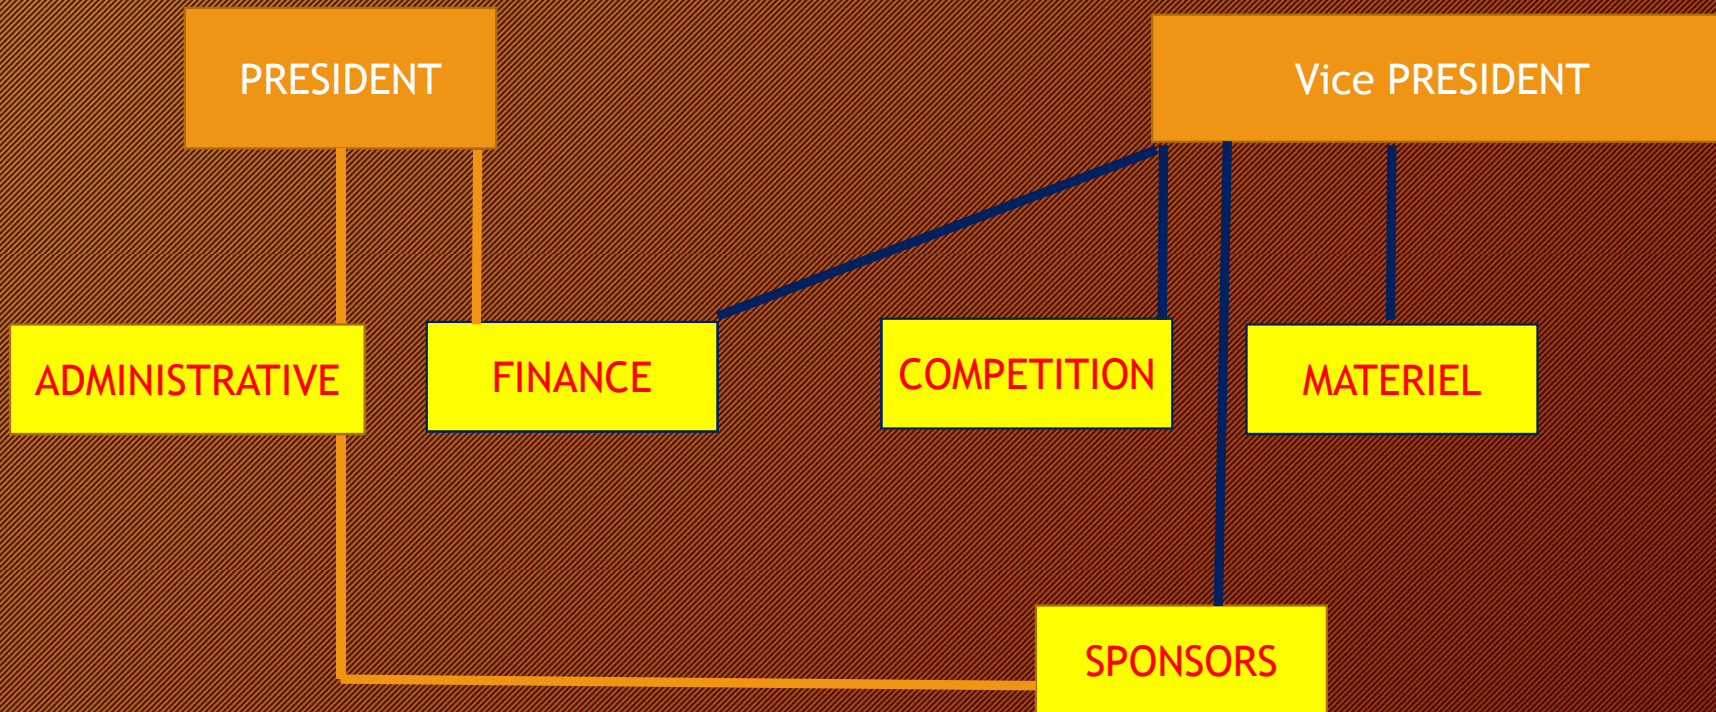 PRESIDENT
Vice PRESIDENT
ADMINISTRATIVE
FINANCE
COMPETITION
MATERIEL
SPONSORS